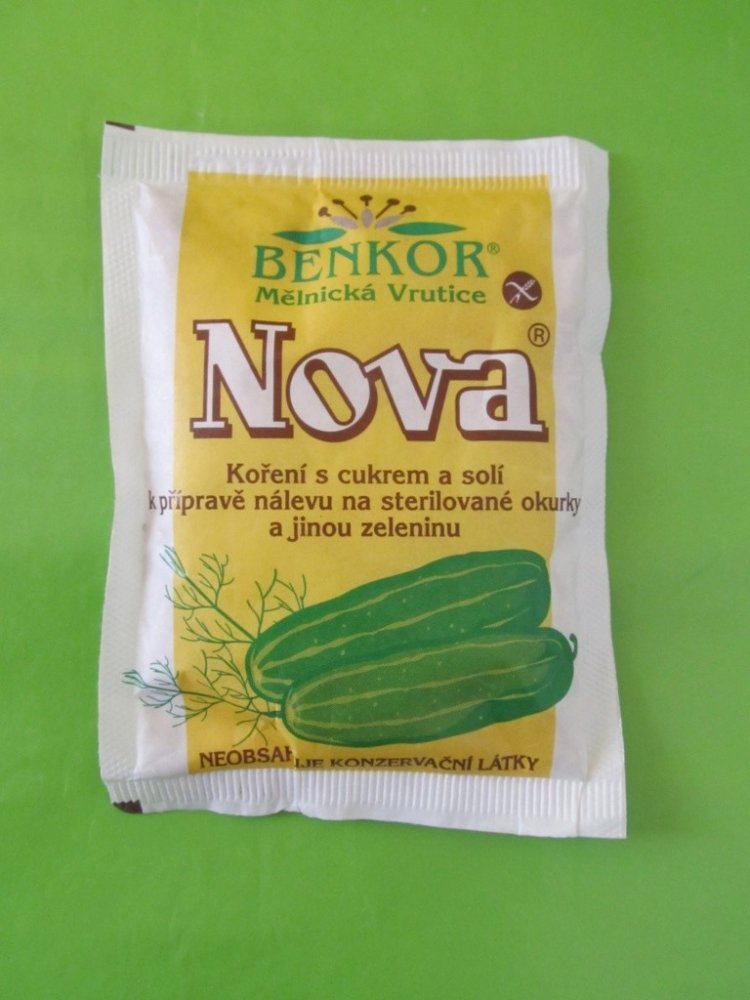 BENKOR®
Mělnická Vrutice
Nova®
Koření s cukrem a solí
k přípravě nálevu na sterilované okurky
a jinou zeleninu
NEOBSAHUJE KONZERVAČNÍ LÁTKY